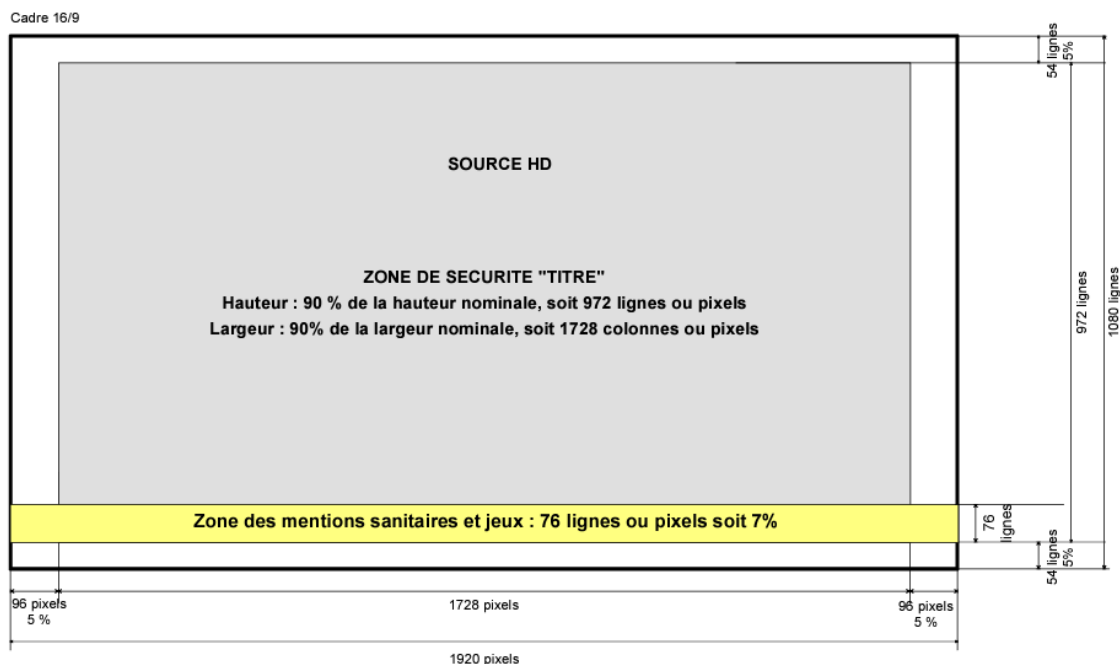 Cadre 16/9
54 lignes
5%
SOURCE HD
ZONE DE SECURITE "TITRE"
Hauteur : 90 % de la hauteur nominale, soit 972 lignes ou pixels
Largeur : 90% de la largeur nominale, soit 1728 colonnes ou pixels
972 lignes
1080 lignes
Zone des mentions sanitaires et jeux : 76 lignes ou pixels soit 7%
76
lignes
54 lignes
5%
96 pixels
5 %
1728 pixels
96 pixels
5 %
1920 pixels